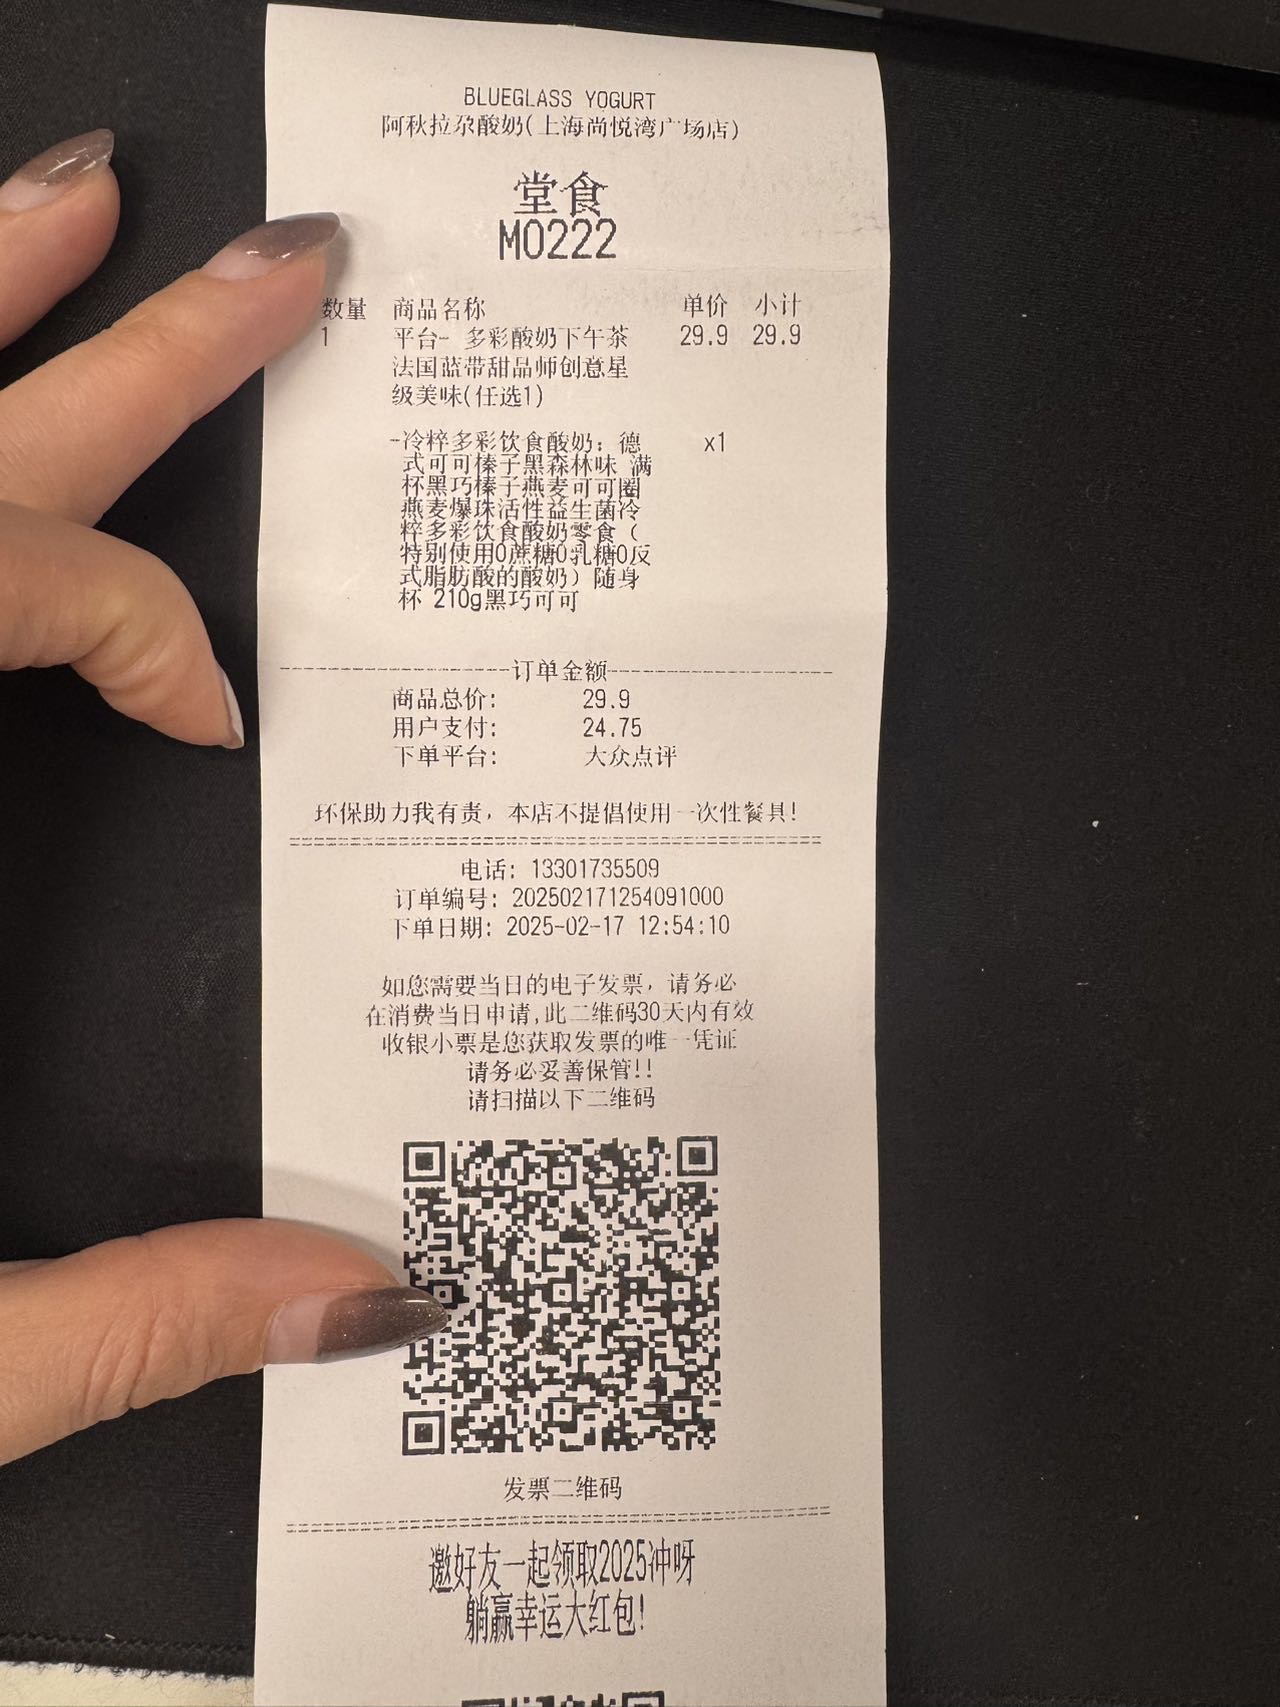 BLUEGLASS YOGURT
阿秋拉尕酸奶(上海尚悦湾广场店)
堂食
MO222
数量 商品名称 单价 小计
1 平台- 多彩酸奶下午茶 29.9 29.9
法国蓝带甜品师创意星
级美味(任选1)
-冷粹多彩饮食酸奶：德 x1
式可可榛子黑森林味 满
杯黑巧榛子燕麦可可圈
燕麦爆珠活性益生菌冷
粹多彩饮食酸奶零食（
特别使用0蔗糖0乳糖0反
式脂肪酸的酸奶）随身
杯 210g黑巧可可
订单金额
商品总价: 29.9
用户支付: 24.75
下单平台: 大众点评
环保助力我有责，本店不提倡使用一次性餐具!
电话: 13301735509
订单编号: 202502171254091000
下单日期: 2025-02-17 12:54:10
如您需要当日的电子发票，请务必
在消费当日申请,此二维码30天内有效
收银小票是您获取发票的唯一凭证
请务必妥善保管!!
请扫描以下二维码
发票二维码
邀好友一起领取2025冲呀
躺赢幸运大红包!